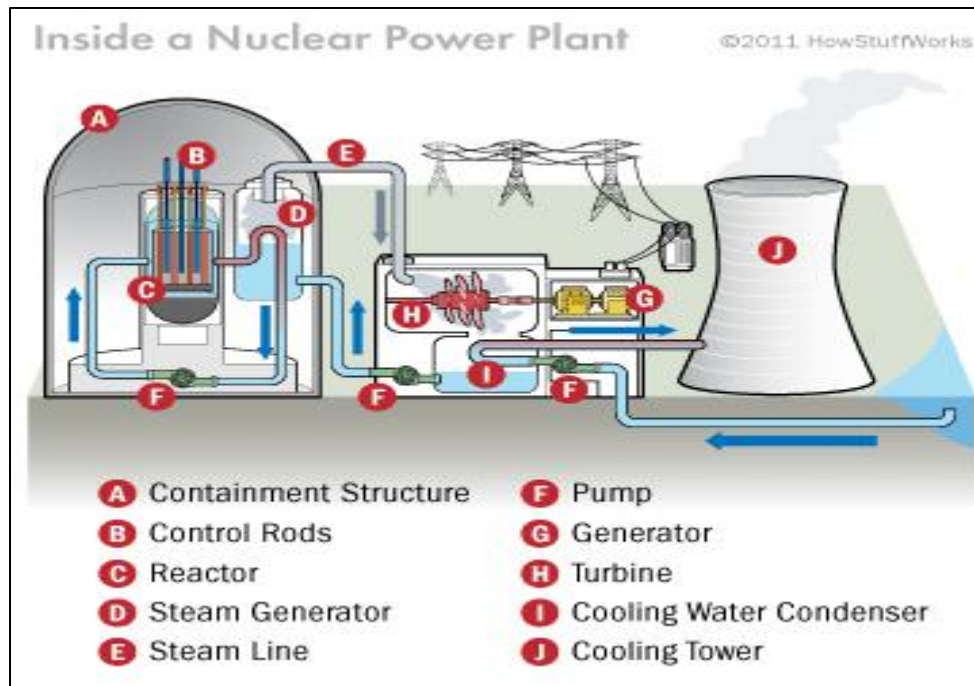 Inside a Nuclear Power Plant
©2011 HowStuffWorks
A
B
E
D
C
H
G
J
I
F
F
F
A Containment Structure
B Control Rods
C Reactor
D Steam Generator
E Steam Line
F Pump
G Generator
H Turbine
I Cooling Water Condenser
J Cooling Tower